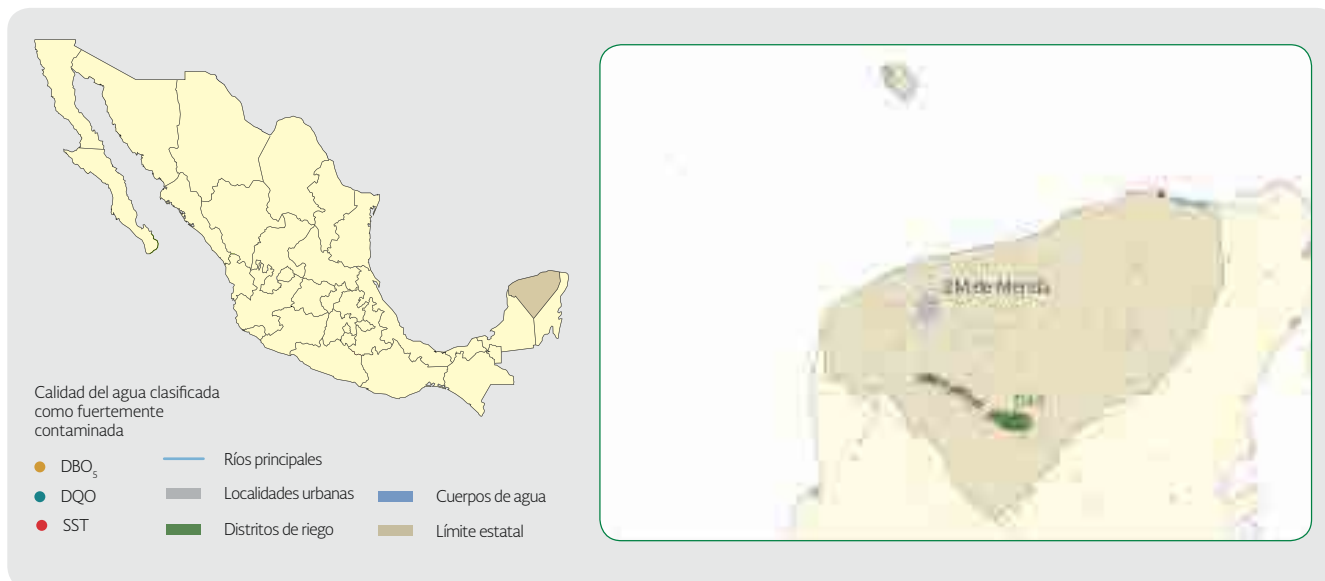 ZM de Mérida
Calidad del agua clasificada
como fuertemente
contaminada
DBO5
DQO
SST
Ríos principales
Localidades urbanas
Distritos de riego
Cuerpos de agua
Límite estatal